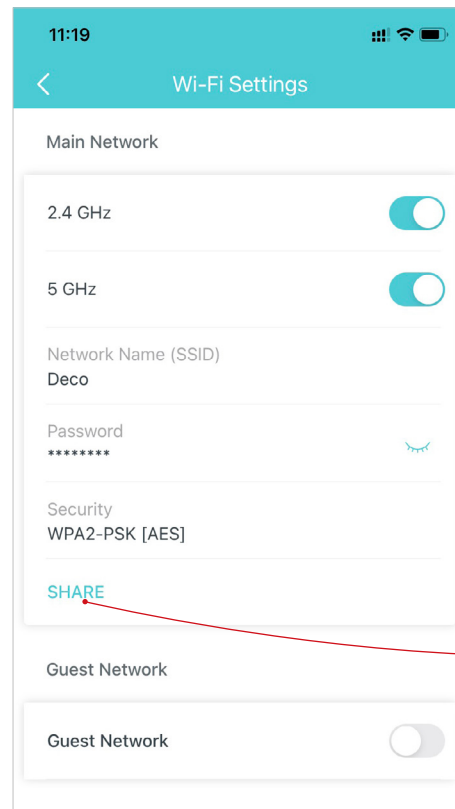 11:19
Wi-Fi Settings
Main Network
2.4 GHz
5 GHz
Network Name (SSID)
Deco
Password
********
Security
WPA2-PSK [AES]
SHARE
Guest Network
Guest Network